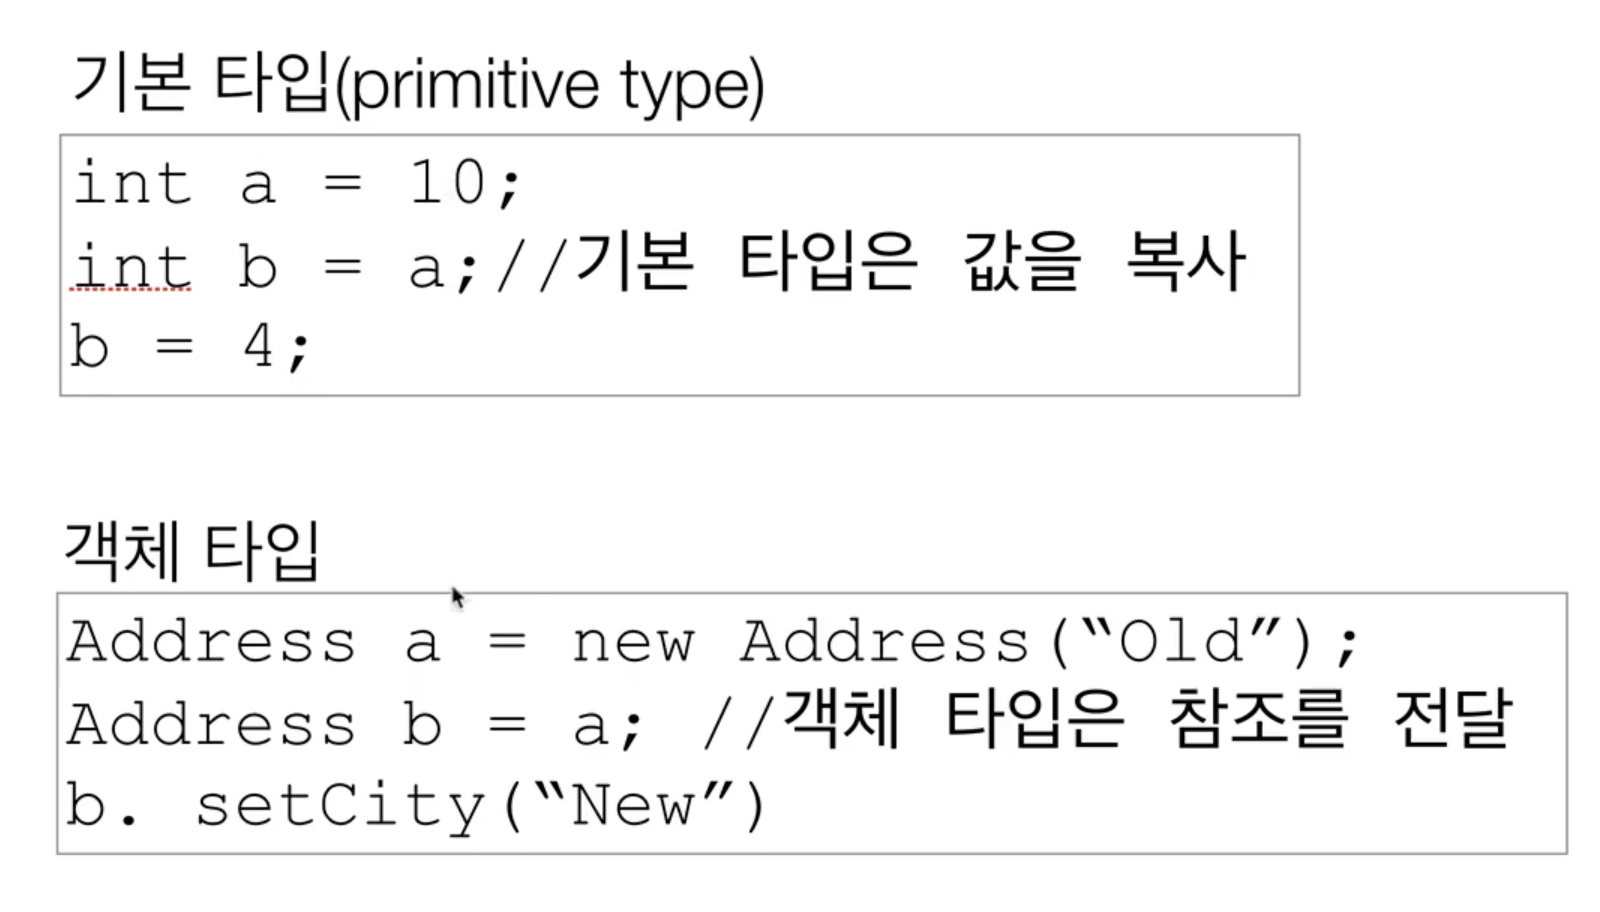 기본 타입(primitive type)
int a = 10;
int b = a;//기본 타입은 값을 복사
b = 4;
객체 타입
Address a = new Address(“Old”);
Address b = a; //객체 타입은 참조를 전달
b. setCity(“New”)